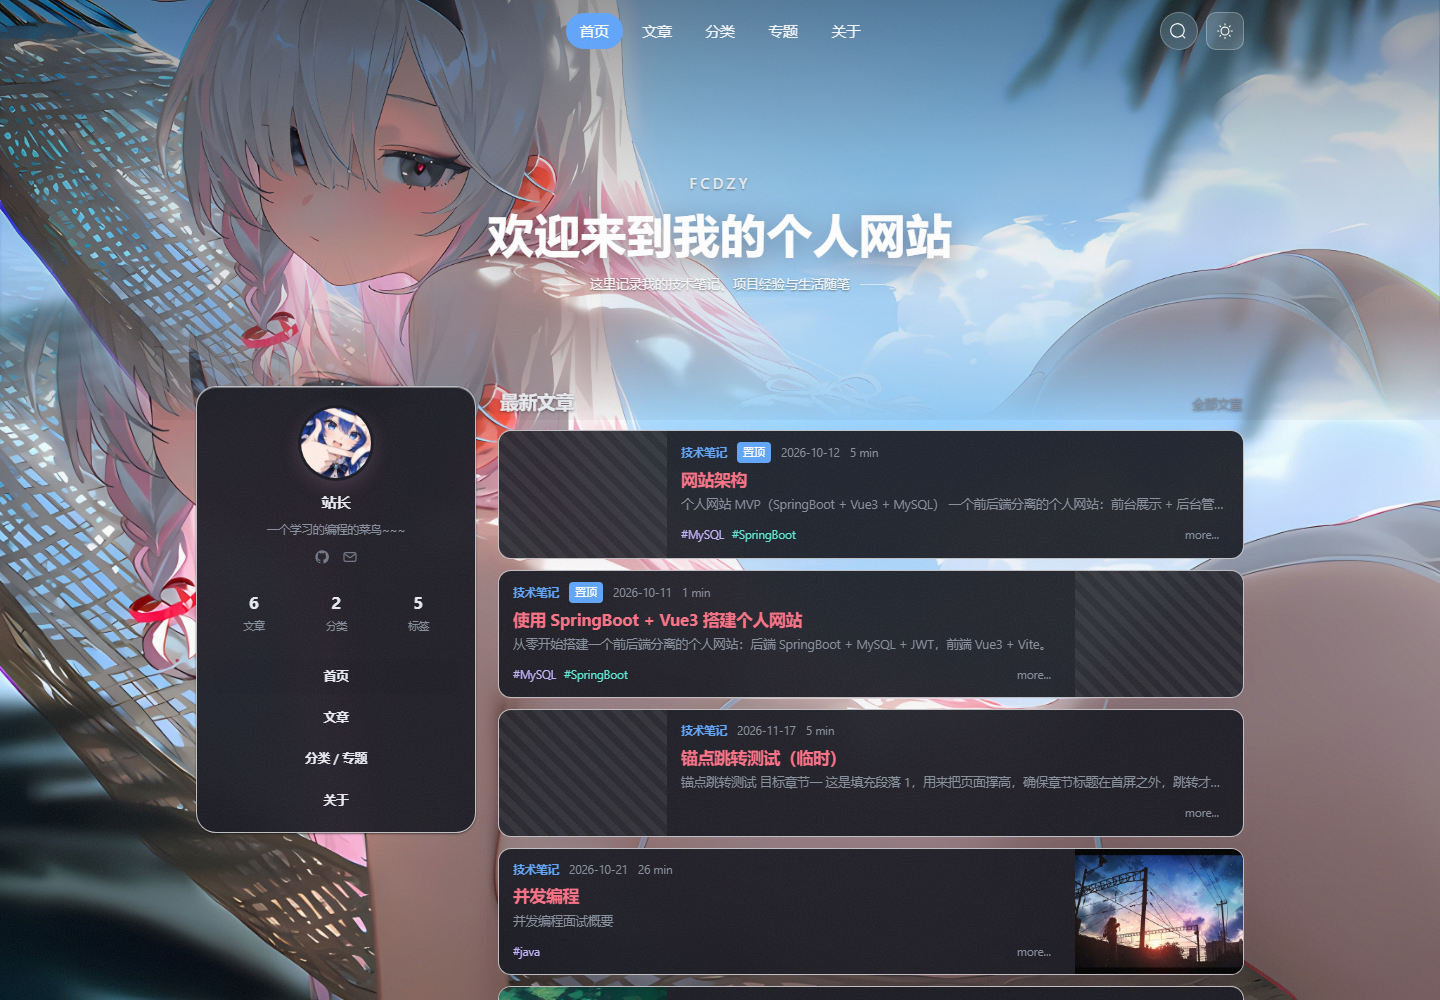 首页 文章 分类 专题 关于
FCDZY
欢迎来到我的个人网站
这里记录我的技术笔记、项目经验与生活随笔
站长
一个学习的编程的菜鸟~~~
6 2 5
文章 分类 标签
首页
文章
分类 / 专题
关于
最新文章 全部文章
技术笔记 置顶 2026-10-12 5 min
网站架构
个人网站 MVP（SpringBoot + Vue3 + MySQL） 一个前后端分离的个人网站：前台展示 + 后台管...
#MySQL #SpringBoot more...
技术笔记 置顶 2026-10-11 1 min
使用 SpringBoot + Vue3 搭建个人网站
从零开始搭建一个前后端分离的个人网站：后端 SpringBoot + MySQL + JWT，前端 Vue3 + Vite。
#MySQL #SpringBoot more...
技术笔记 2026-11-17 5 min
锚点跳转测试（临时）
锚点跳转测试 目标章节一 这是填充段落 1，用来把页面撑高，确保章节标题在首屏之外，跳转才...
more...
技术笔记 2026-10-21 26 min
并发编程
并发编程面试概要
#java more...